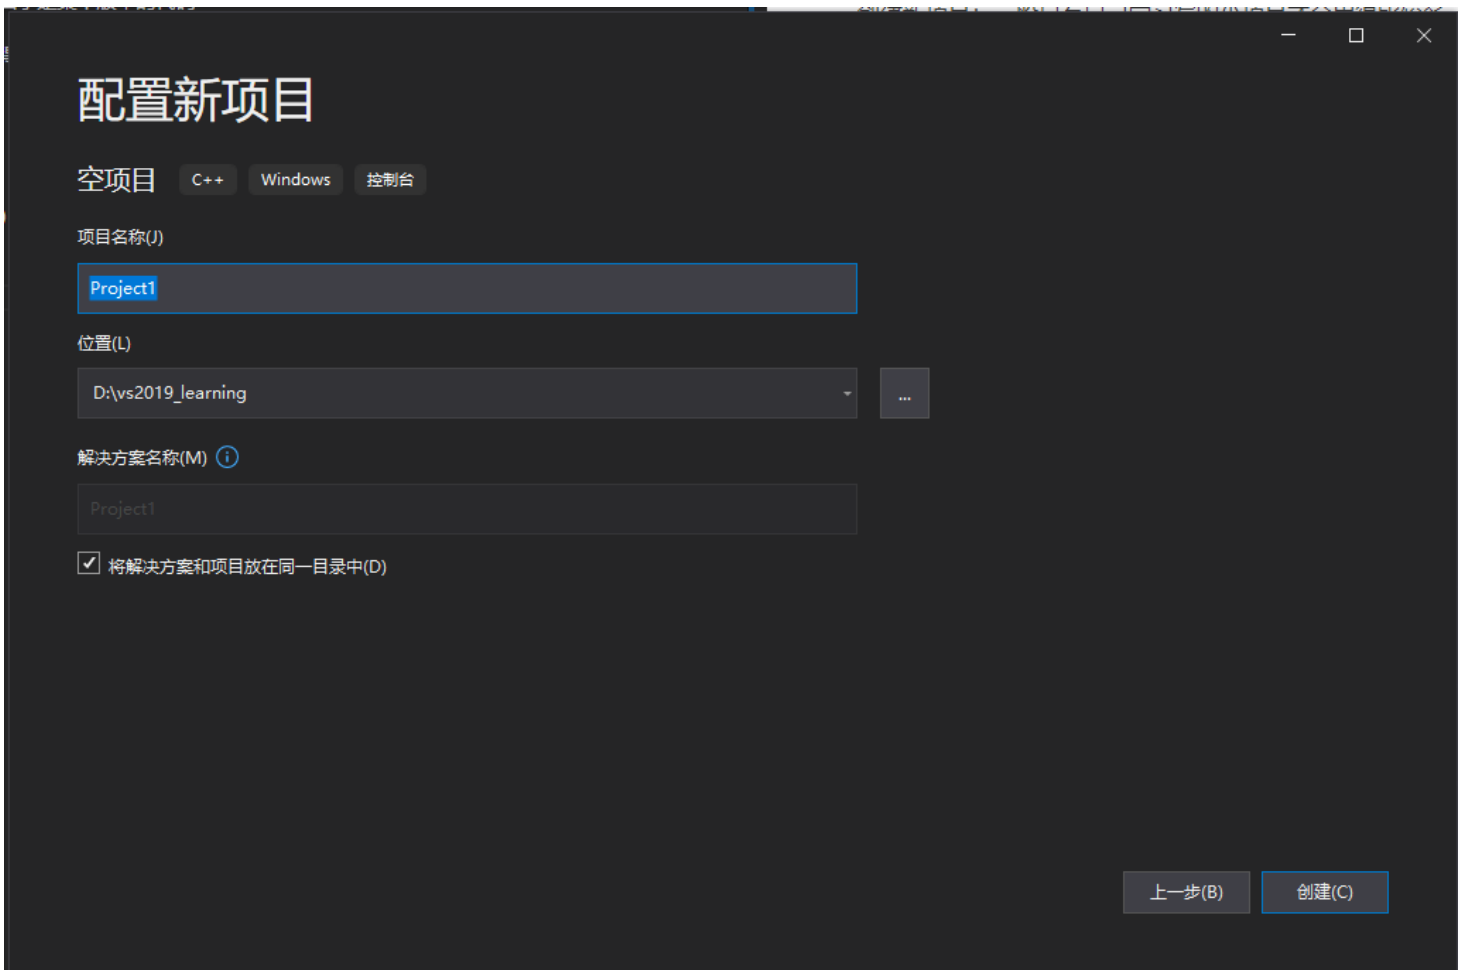 配置新项目
空项目 C++ Windows 控制台
项目名称(J)
Project1
位置(L)
D:\vs2019_learning
...
解决方案名称(M)
Project1
将解决方案和项目放在同一目录中(D)
上一步(B) 创建(C)